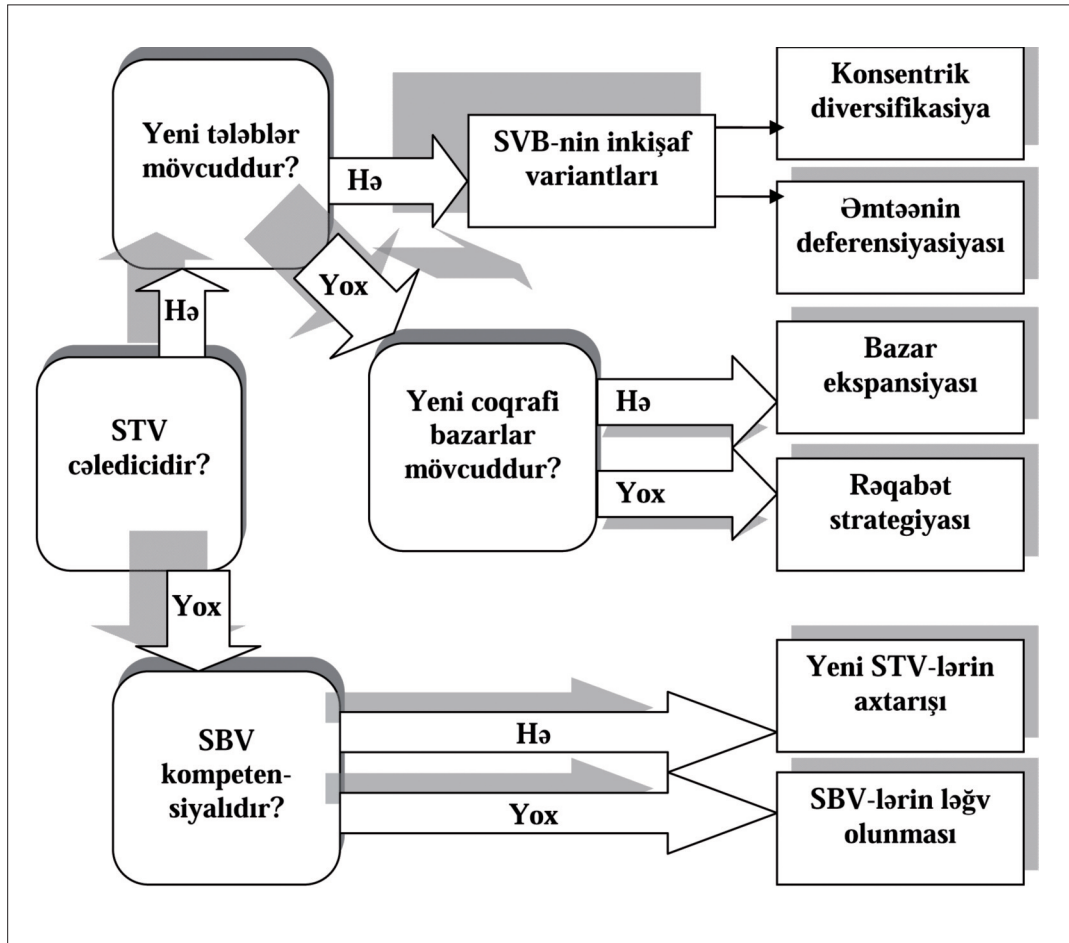 Yeni tələblər
mövcuddur?
Hə
SVB-nin inkişaf
variantları
Konsentrik
diversifikasiya
Əmtəənin
deferensiyasiyası
Yox
Hə
STV
cəledicidir?
Yeni coqrafi
bazarlar
mövcuddur?
Hə
Bazar
ekspansiyası
Yox
Rəqabət
strategiyası
Yox
SBV
kompeten-
siyalıdır?
Hə
Yeni STV-lərin
axtarışı
Yox
SBV-lərin ləğv
olunması